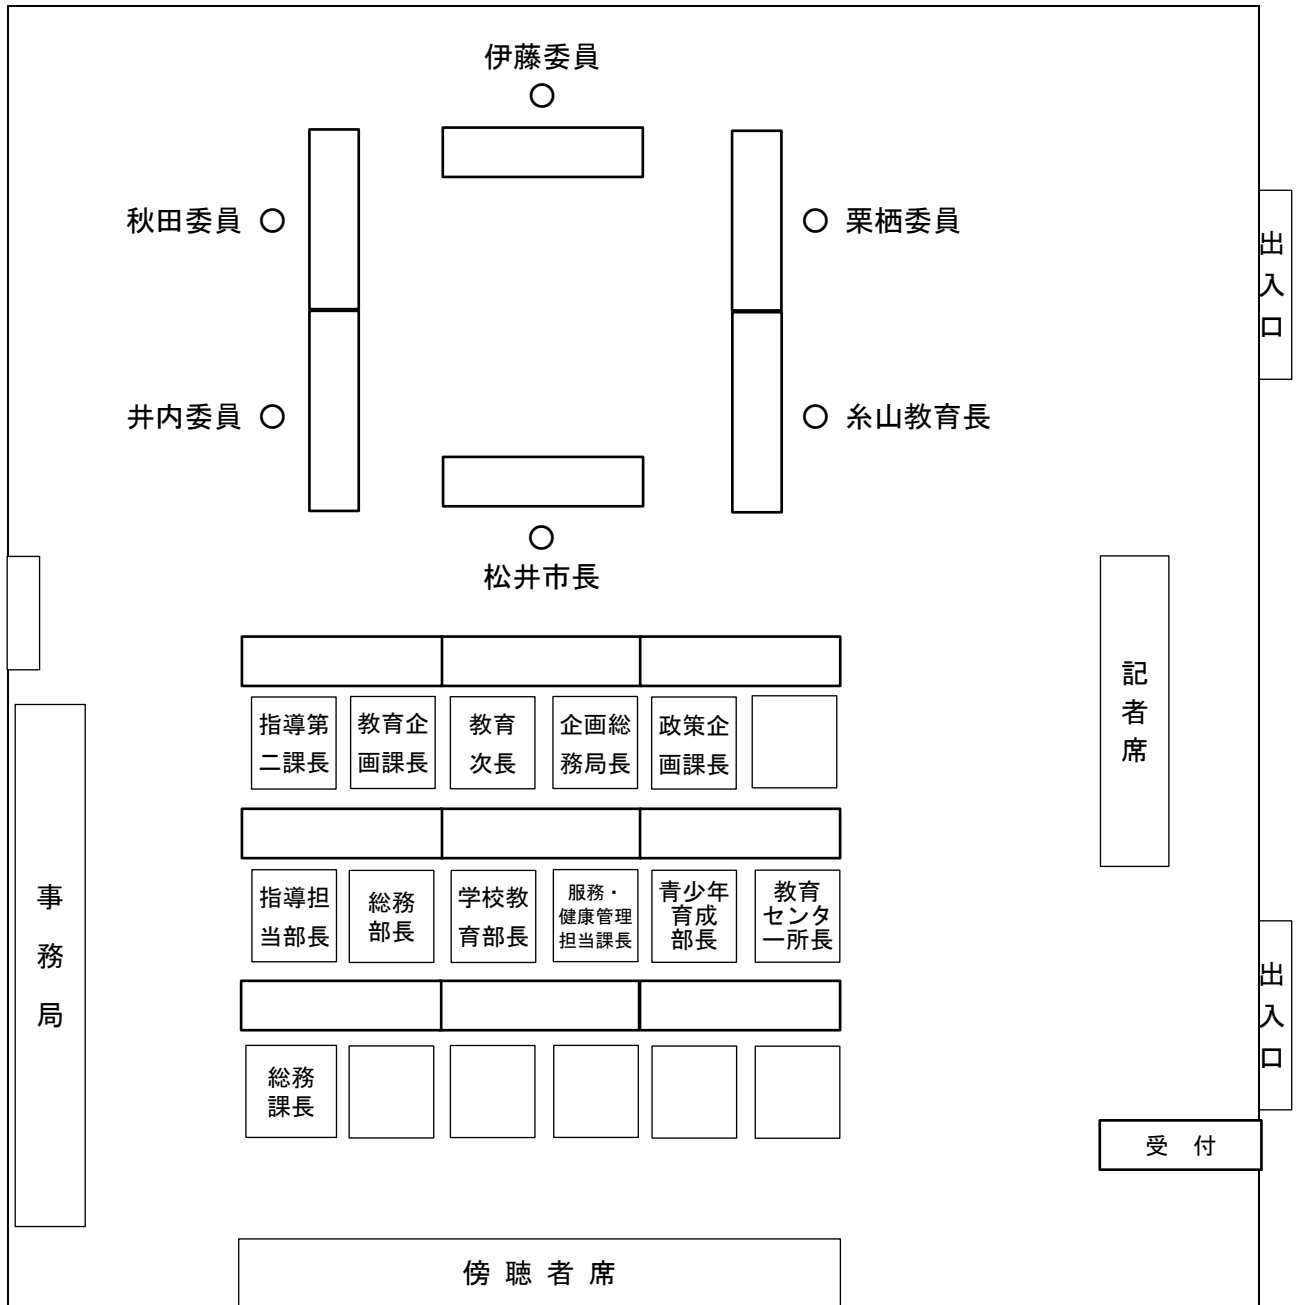 伊藤委員
秋田委員
栗栖委員
出入口
井内委員
糸山教育長
松井市長
指導第
二課長
教育企
画課長
教育
次長
企画総
務局長
政策企
画課長
記者席
事務局
指導担
当部長
総務
部長
学校教
育部長
服務・
健康管理
担当課長
青少年
育成
部長
教育
センタ
ー所長
出入口
総務
課長
受 付
傍 聴 者 席